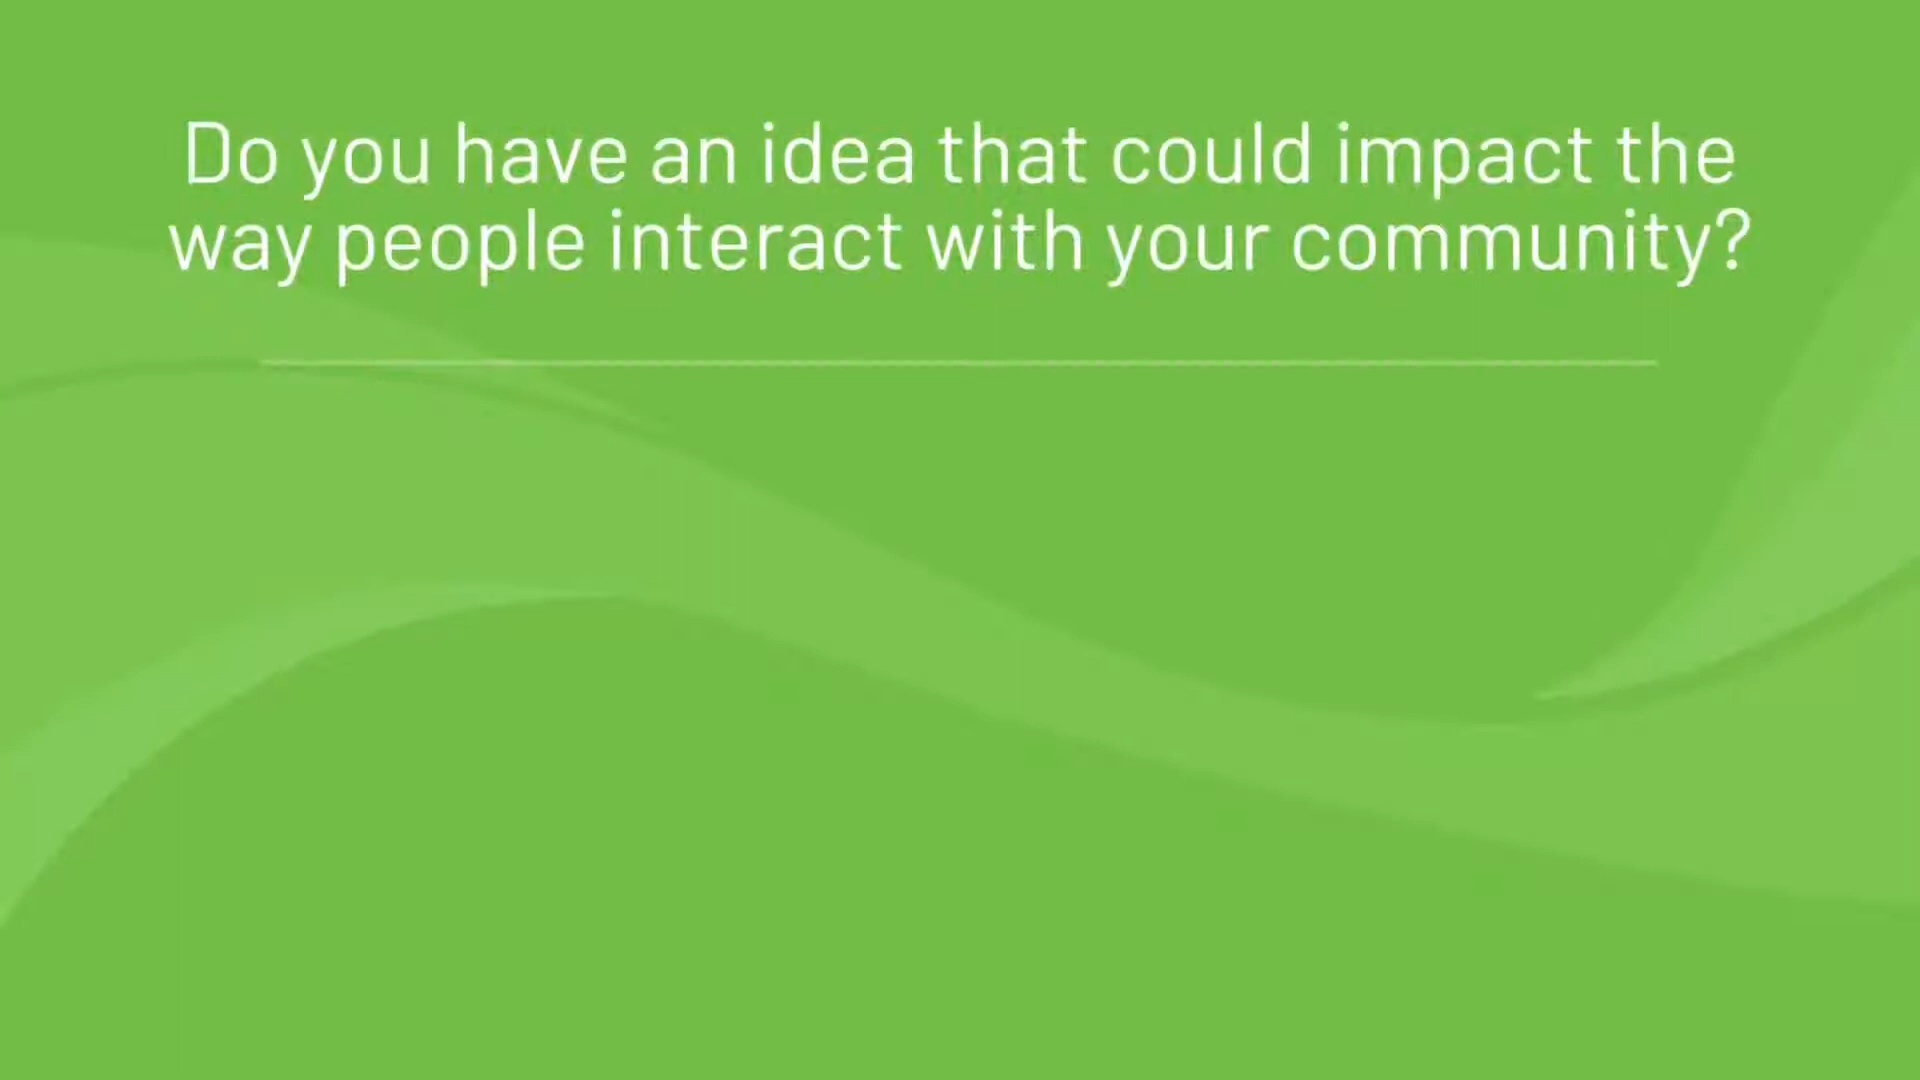 Do you have an idea that could impact the
way people interact with your community?